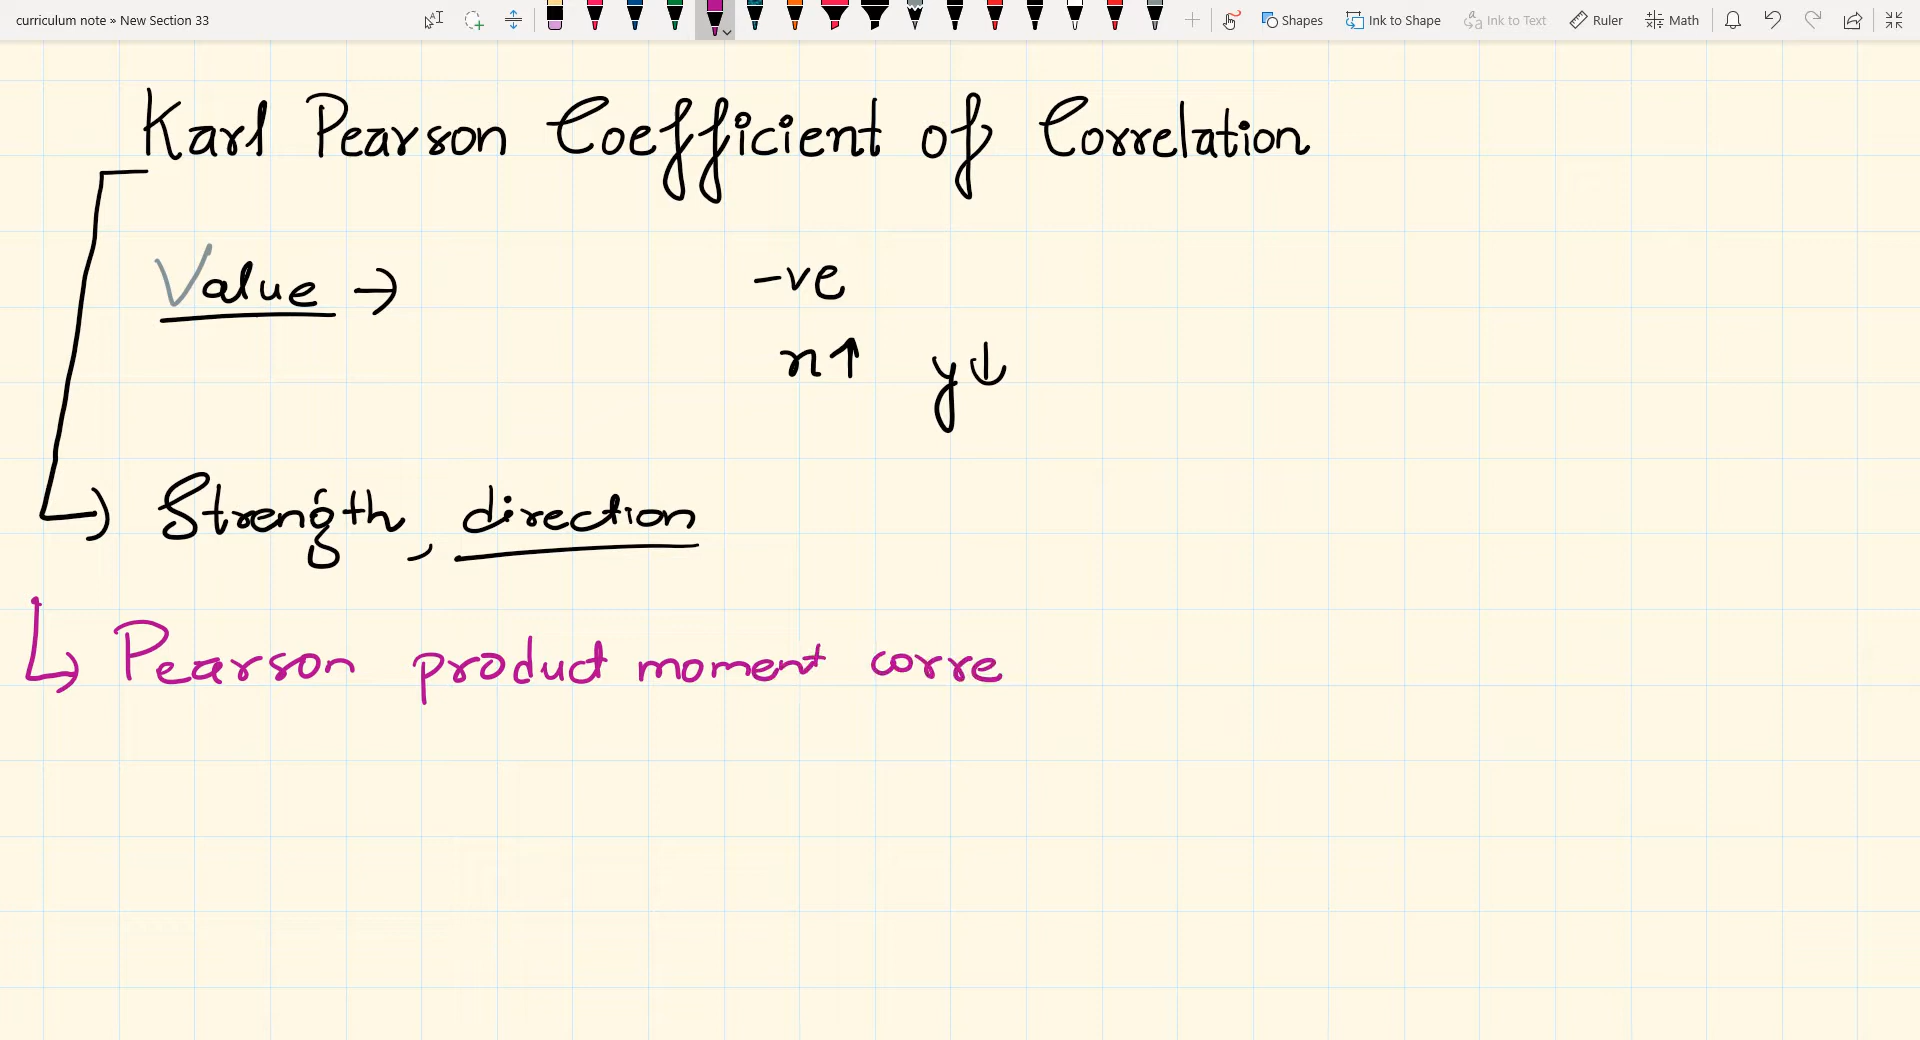 curriculum note » New Section 33 Shapes Ink to Shape Ink to Text Ruler Math
Karl Pearson Coefficient of Correlation
Value → -ve
x↑ y↓
Strength, direction
Pearson product moment corre